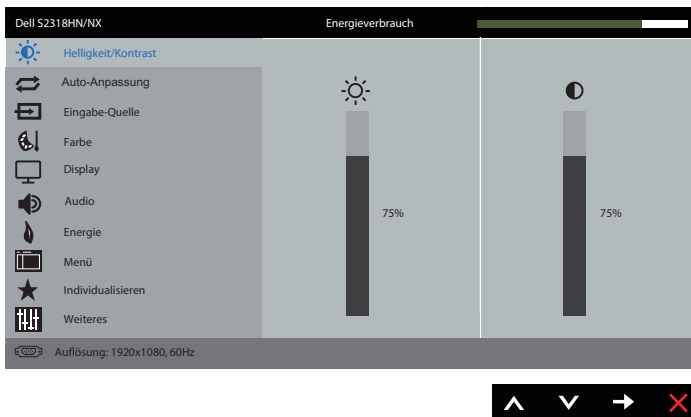 Dell S2318HN/NX Energieverbrauch
Helligkeit/Kontrast
Auto-Anpassung
Eingabe-Quelle
Farbe
Display
Audio
Energie
Menü
Individualisieren
Weiteres
75% 75%
Auflösung: 1920x1080, 60Hz